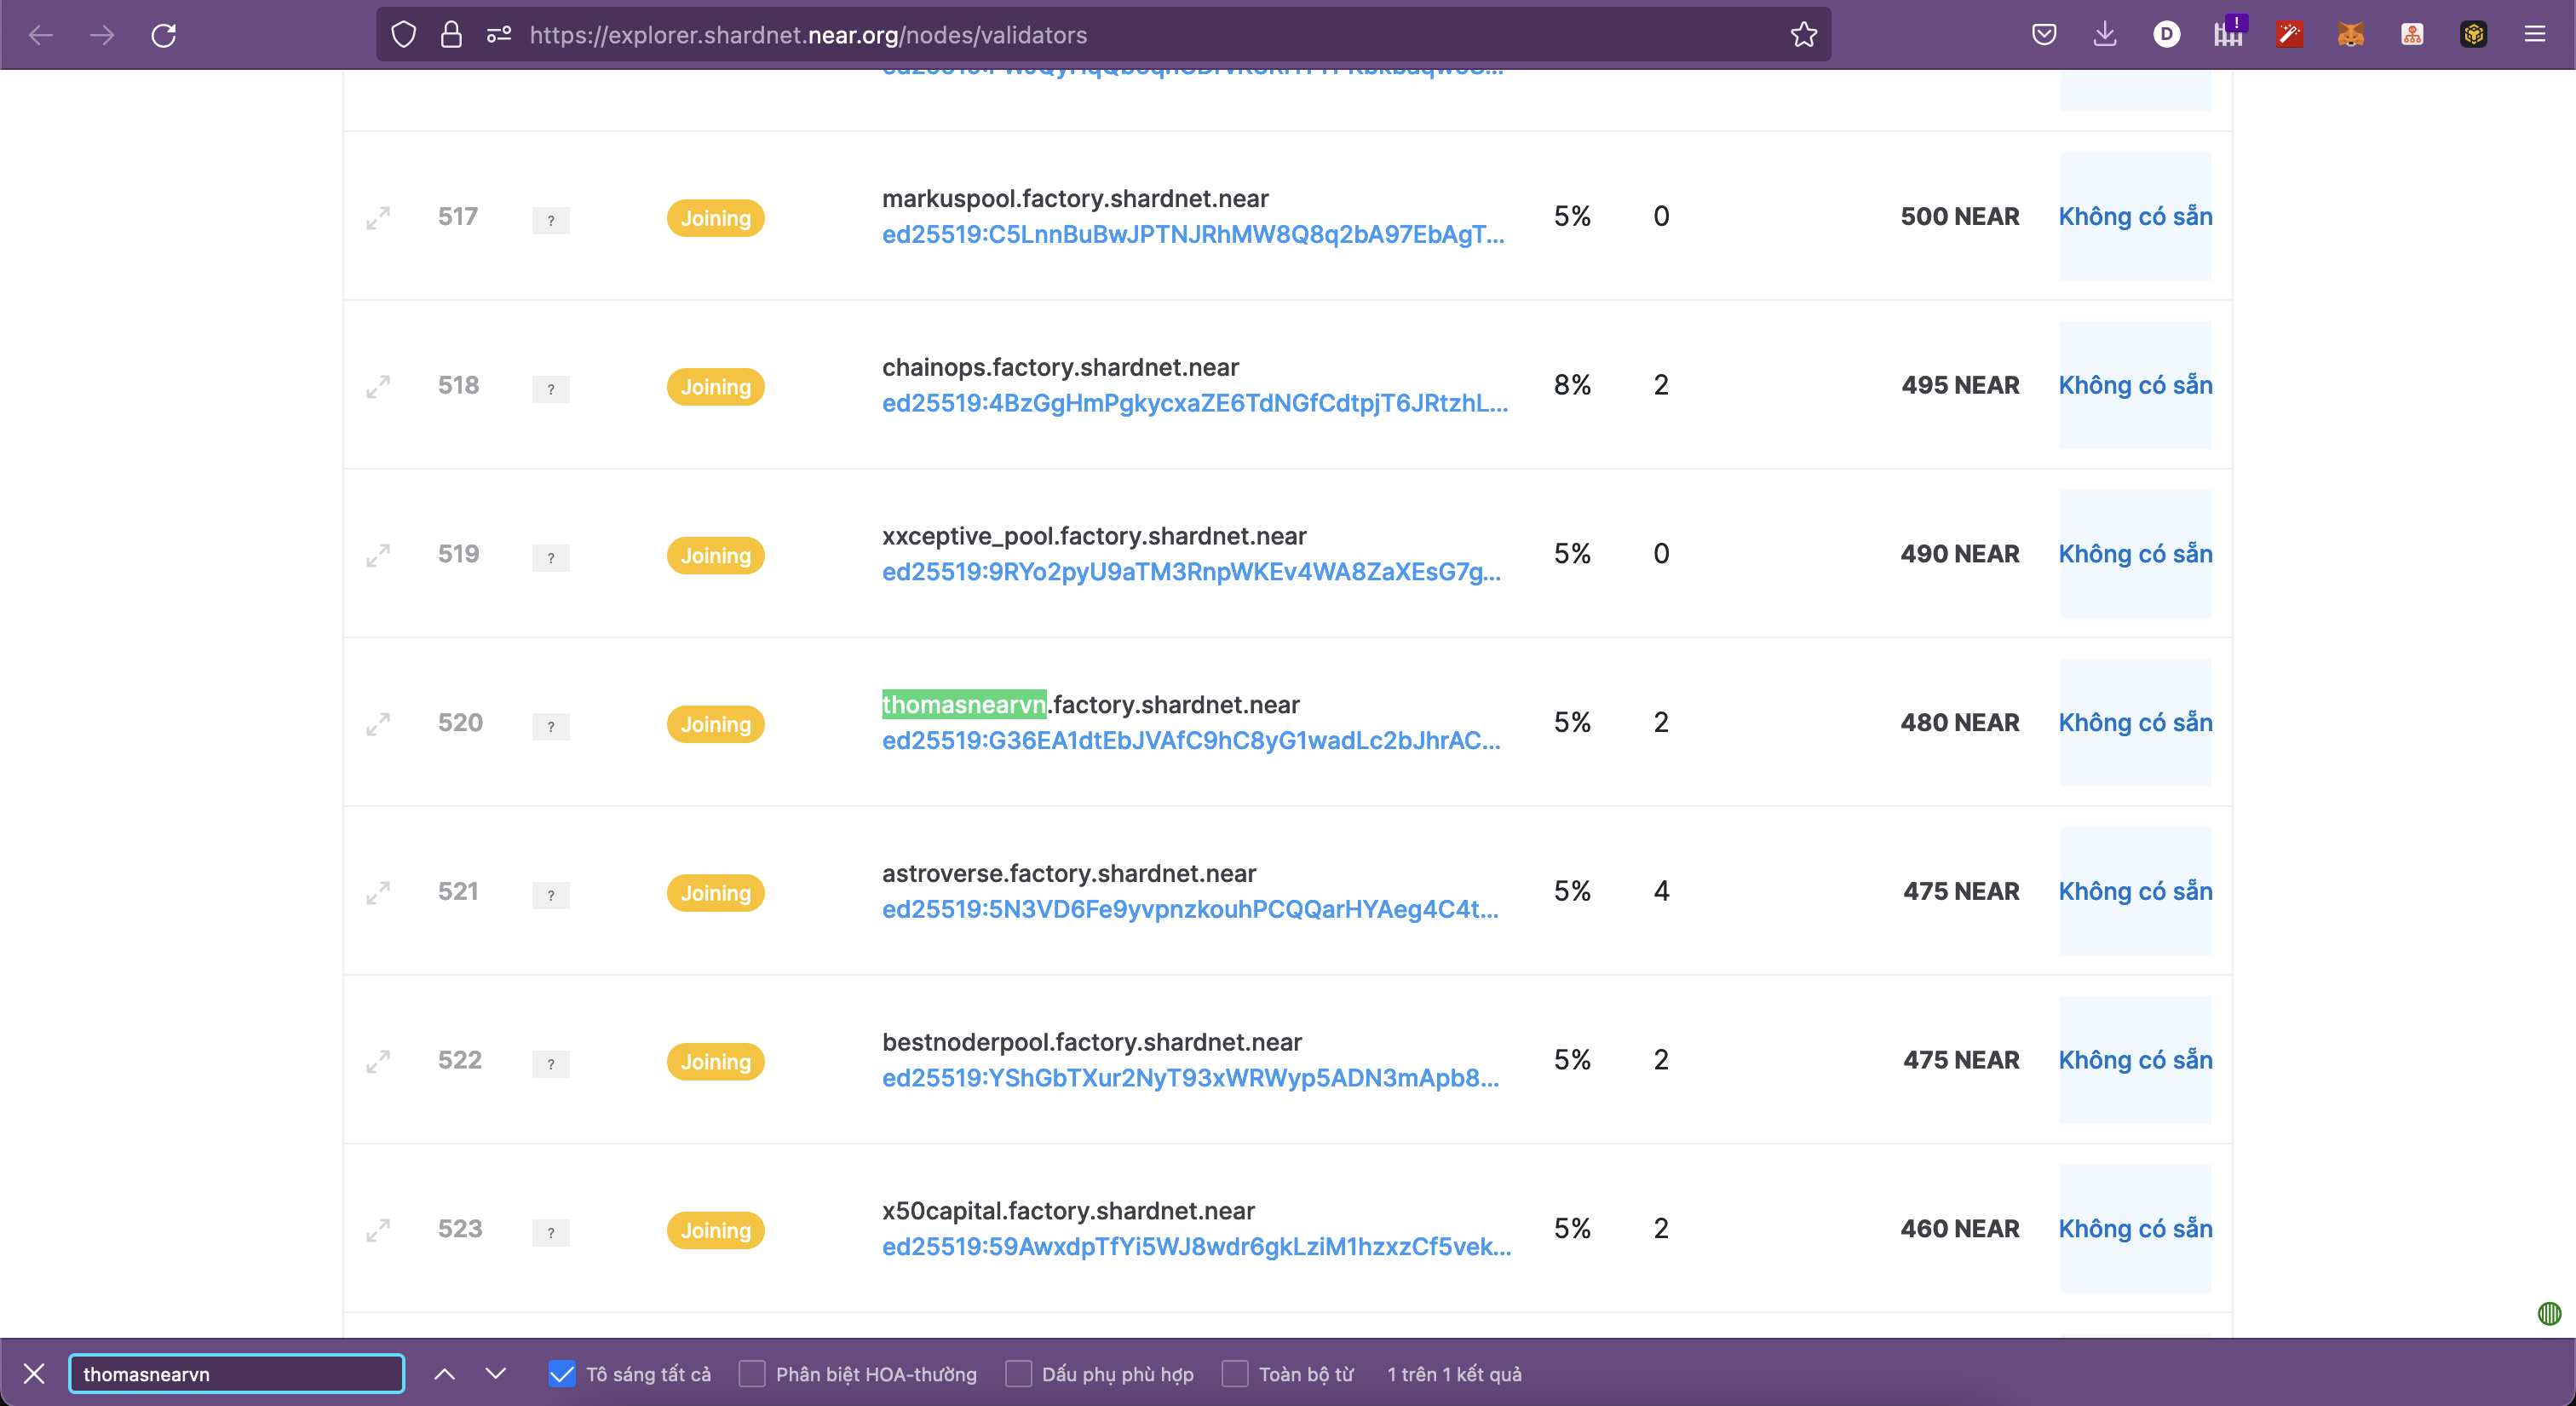 https://explorer.shardnet.near.org/nodes/validators
D
!
517 ? Joining markuspool.factory.shardnet.near 5% 0 500 NEAR Không có sẵn
ed25519:C5LnnBuBwJPTNJRhMW8Q8q2bA97EbAgT...
518 ? Joining chainops.factory.shardnet.near 8% 2 495 NEAR Không có sẵn
ed25519:4BzGgHmPgkycxaZE6TdNGfCdtpjT6JRtzhL...
519 ? Joining xxceptive_pool.factory.shardnet.near 5% 0 490 NEAR Không có sẵn
ed25519:9RYo2pyU9aTM3RnpWKEv4WA8ZaXEsG7g...
520 ? Joining thomasnearvn.factory.shardnet.near 5% 2 480 NEAR Không có sẵn
ed25519:G36EA1dtEbJVAfC9hC8yG1wadLc2bJhrAC...
521 ? Joining astroverse.factory.shardnet.near 5% 4 475 NEAR Không có sẵn
ed25519:5N3VD6Fe9yvpnzkouhPCQQarHYAeg4C4t...
522 ? Joining bestnoderpool.factory.shardnet.near 5% 2 475 NEAR Không có sẵn
ed25519:YShGbTXur2NyT93xWRWyp5ADN3mApb8...
523 ? Joining x50capital.factory.shardnet.near 5% 2 460 NEAR Không có sẵn
ed25519:59AwxdpTfYi5WJ8wdr6gkLziM1hzxzCf5vek...
thomasnearvn Tô sáng tất cả Phân biệt HOA-thường Dấu phụ phù hợp Toàn bộ từ 1 trên 1 kết quả